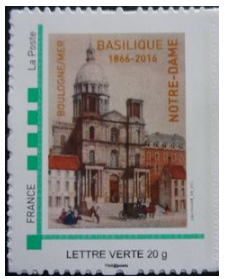 La Poste
FRANCE
BOULOGNE/MER
BASILIQUE
1866-2016
NOTRE-DAME
LETTRE VERTE 20 g